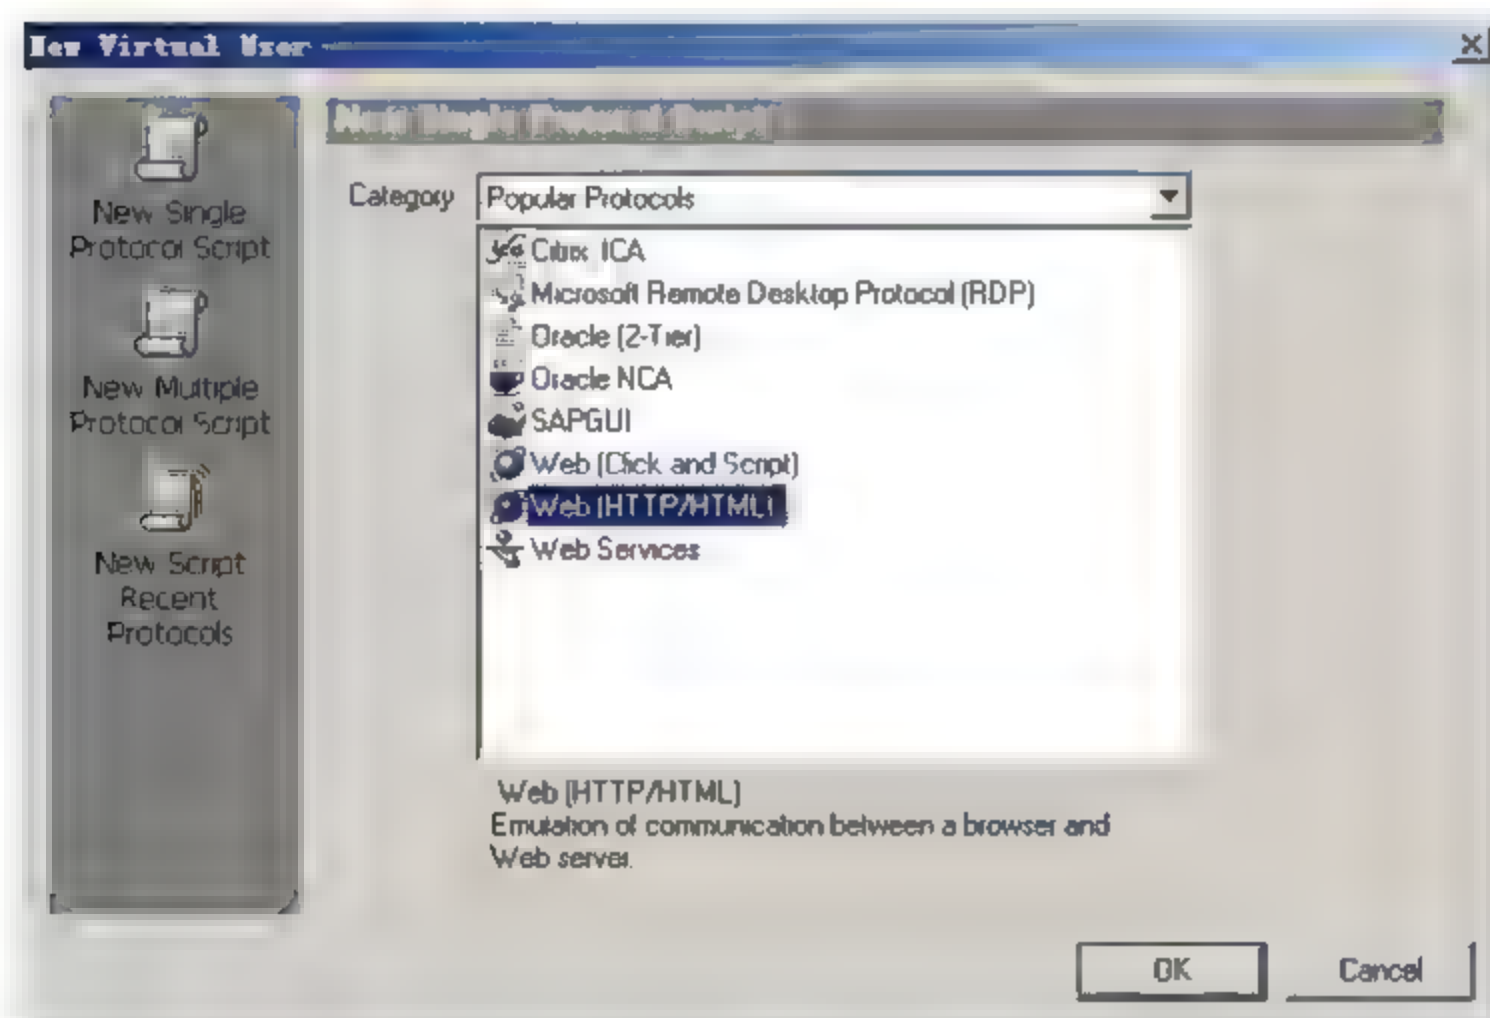 New Virtual User
New Single
Protocol Script
New Multiple
Protocol Script
New Script
Recent
Protocols
Category
Popular Protocols
Citrix ICA
Microsoft Remote Desktop Protocol (RDP)
Oracle (2-Tier)
Oracle NCA
SAPGUI
Web (Click and Script)
Web (HTTP/HTML)
Web Services
Web (HTTP/HTML)
Emulation of communication between a browser and
Web server.
OK
Cancel